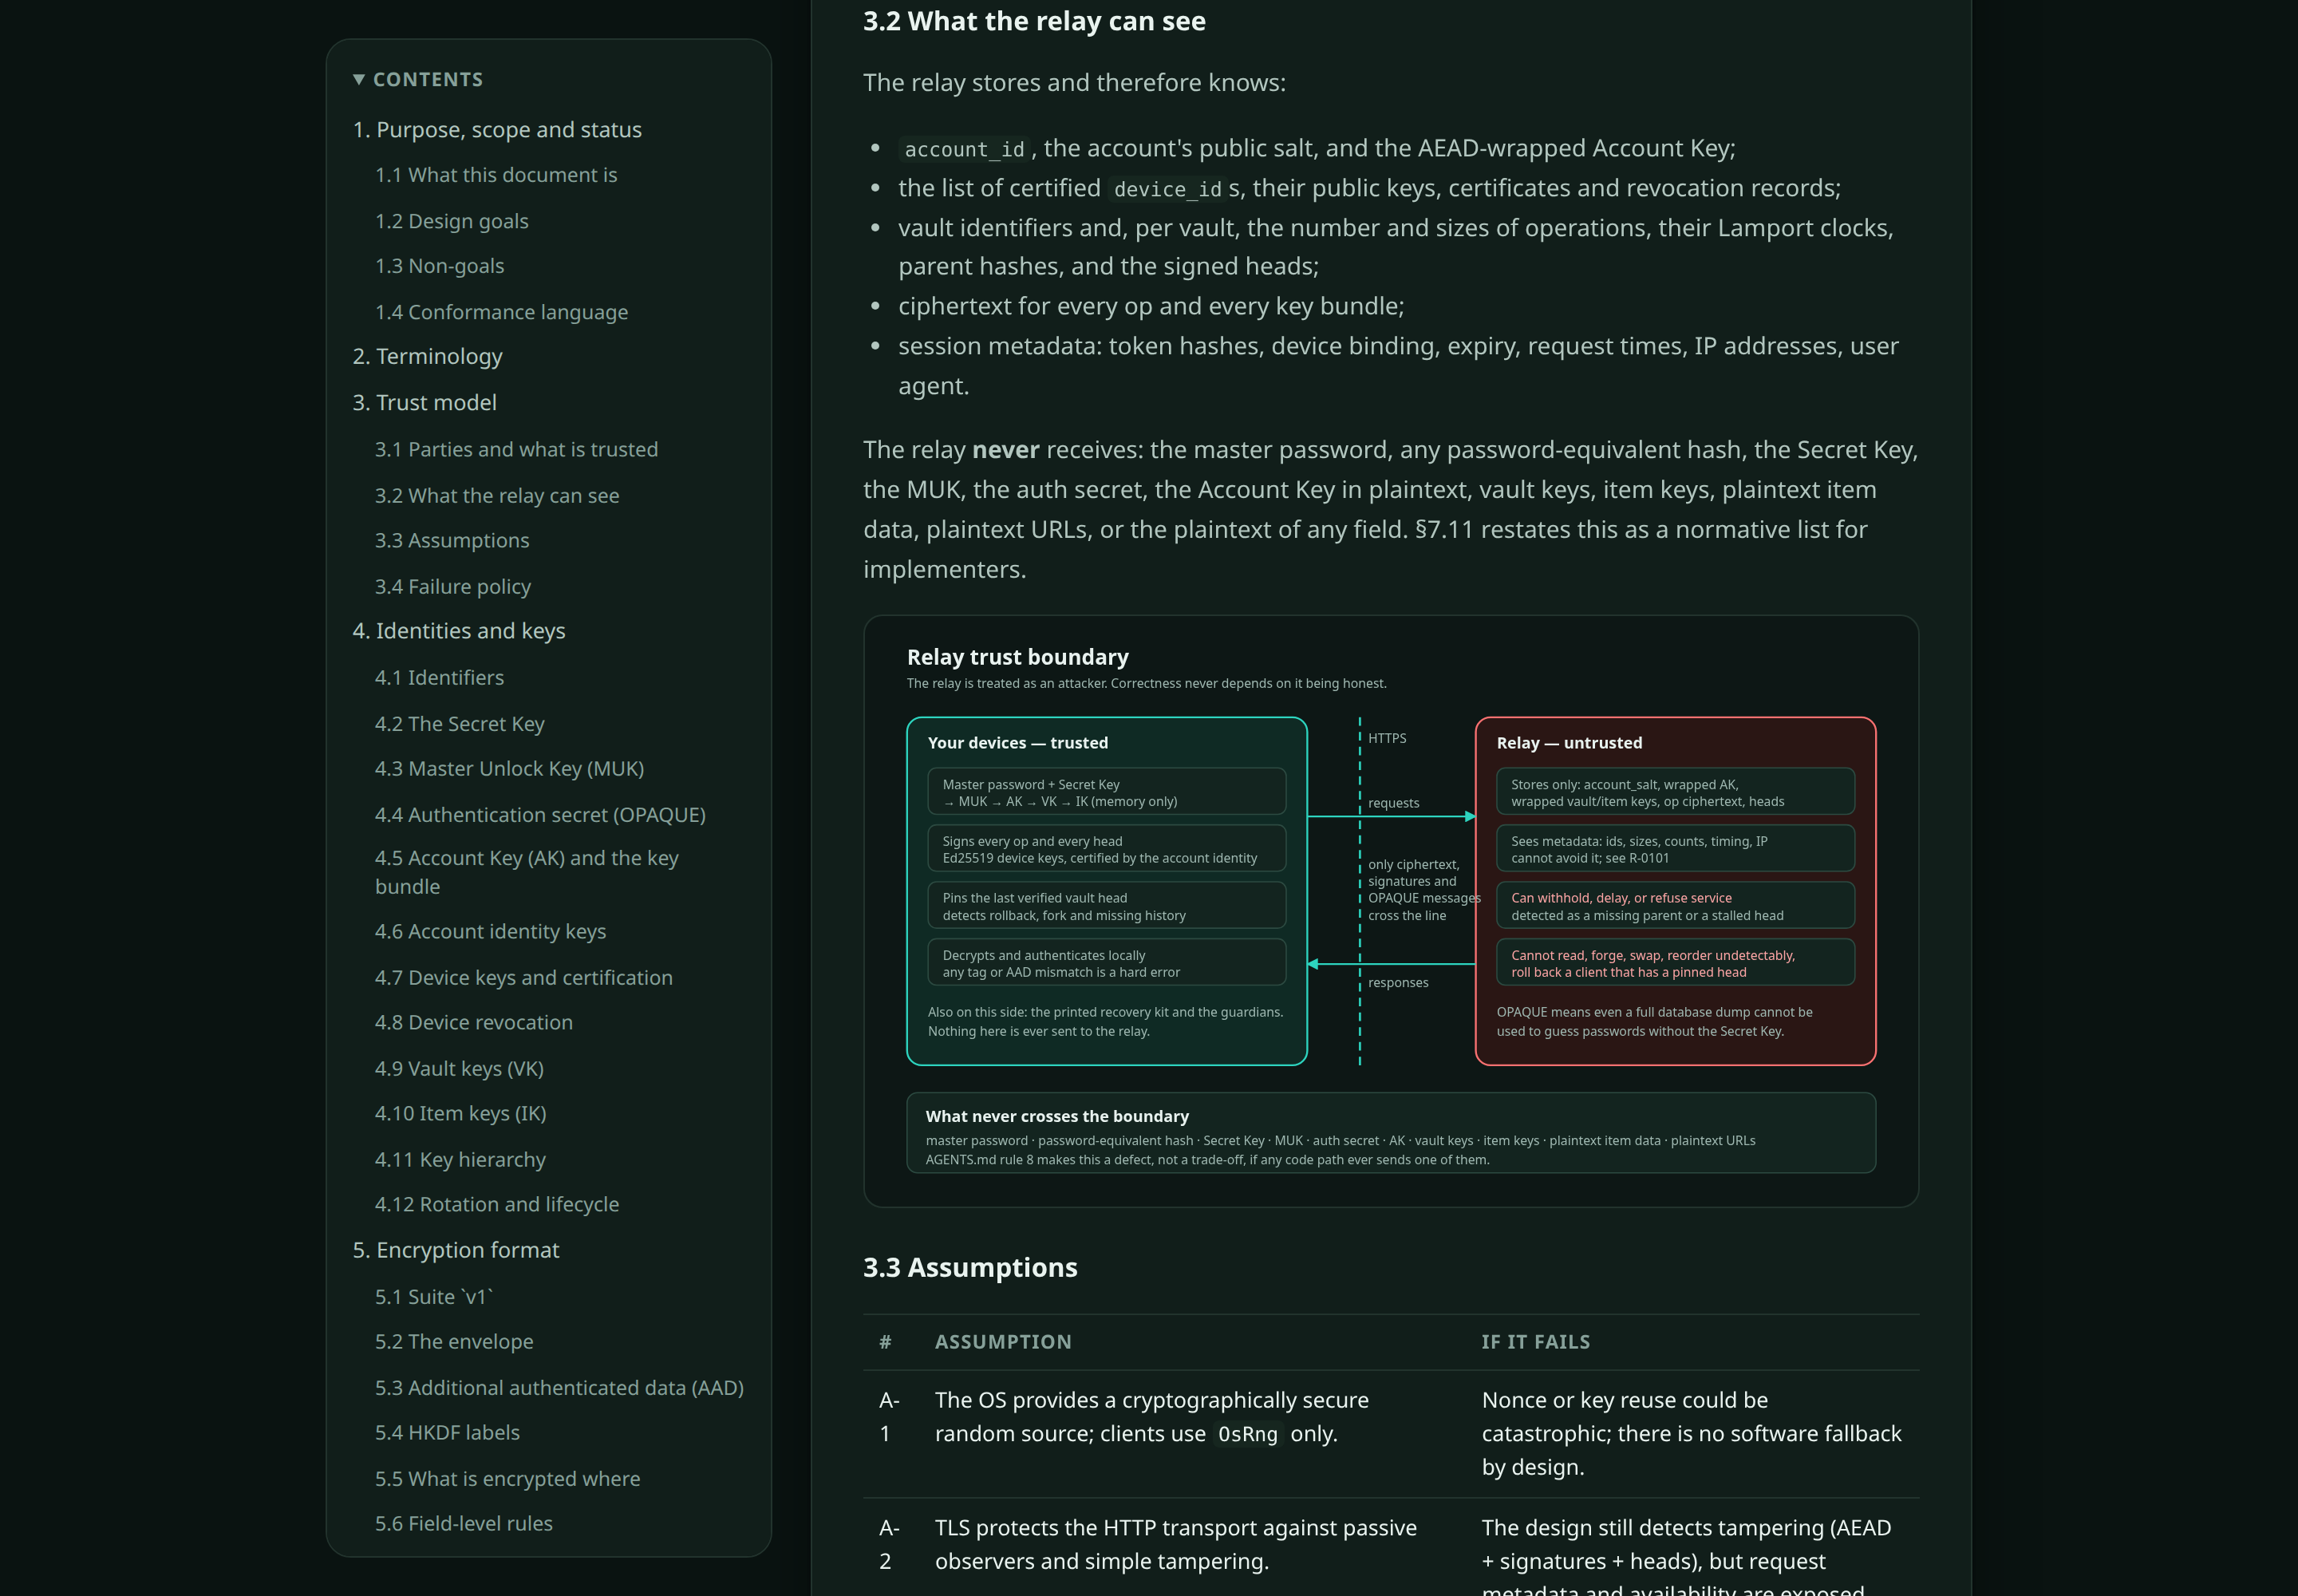 ▼ CONTENTS
1. Purpose, scope and status
1.1 What this document is
1.2 Design goals
1.3 Non-goals
1.4 Conformance language
2. Terminology
3. Trust model
3.1 Parties and what is trusted
3.2 What the relay can see
3.3 Assumptions
3.4 Failure policy
4. Identities and keys
4.1 Identifiers
4.2 The Secret Key
4.3 Master Unlock Key (MUK)
4.4 Authentication secret (OPAQUE)
4.5 Account Key (AK) and the key
bundle
4.6 Account identity keys
4.7 Device keys and certification
4.8 Device revocation
4.9 Vault keys (VK)
4.10 Item keys (IK)
4.11 Key hierarchy
4.12 Rotation and lifecycle
5. Encryption format
5.1 Suite `v1`
5.2 The envelope
5.3 Additional authenticated data (AAD)
5.4 HKDF labels
5.5 What is encrypted where
5.6 Field-level rules
3.2 What the relay can see
The relay stores and therefore knows:
• account_id, the account's public salt, and the AEAD-wrapped Account Key;
• the list of certified device_ids, their public keys, certificates and revocation records;
• vault identifiers and, per vault, the number and sizes of operations, their Lamport clocks,
parent hashes, and the signed heads;
• ciphertext for every op and every key bundle;
• session metadata: token hashes, device binding, expiry, request times, IP addresses, user
agent.
The relay never receives: the master password, any password-equivalent hash, the Secret Key,
the MUK, the auth secret, the Account Key in plaintext, vault keys, item keys, plaintext item
data, plaintext URLs, or the plaintext of any field. §7.11 restates this as a normative list for
implementers.
Relay trust boundary
The relay is treated as an attacker. Correctness never depends on it being honest.
Your devices — trusted
Master password + Secret Key
→ MUK → AK → VK → IK (memory only)
Signs every op and every head
Ed25519 device keys, certified by the account identity
Pins the last verified vault head
detects rollback, fork and missing history
Decrypts and authenticates locally
any tag or AAD mismatch is a hard error
Also on this side: the printed recovery kit and the guardians.
Nothing here is ever sent to the relay.
HTTPS
requests
only ciphertext,
signatures and
OPAQUE messages
cross the line
responses
Relay — untrusted
Stores only: account_salt, wrapped AK,
wrapped vault/item keys, op ciphertext, heads
Sees metadata: ids, sizes, counts, timing, IP
cannot avoid it; see R-0101
Can withhold, delay, or refuse service
detected as a missing parent or a stalled head
Cannot read, forge, swap, reorder undetectably,
roll back a client that has a pinned head
OPAQUE means even a full database dump cannot be
used to guess passwords without the Secret Key.
What never crosses the boundary
master password · password-equivalent hash · Secret Key · MUK · auth secret · AK · vault keys · item keys · plaintext item data · plaintext URLs
AGENTS.md rule 8 makes this a defect, not a trade-off, if any code path ever sends one of them.
3.3 Assumptions
# ASSUMPTION IF IT FAILS
A-1
The OS provides a cryptographically secure
random source; clients use OsRng only.
Nonce or key reuse could be
catastrophic; there is no software fallback
by design.
A-2
TLS protects the HTTP transport against passive
observers and simple tampering.
The design still detects tampering (AEAD
+ signatures + heads), but request
metadata and availability are exposed